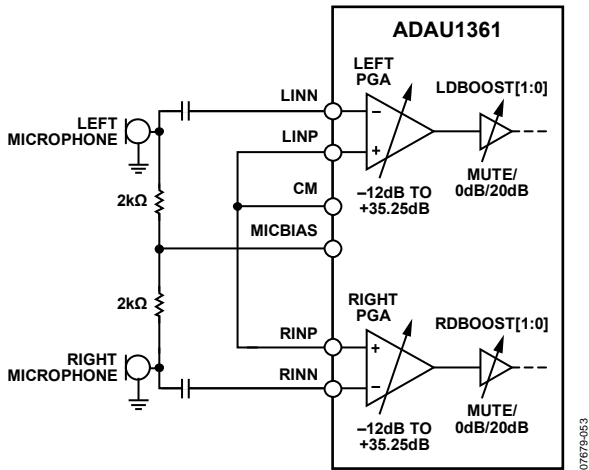 ADAU1361
LEFT
PGA
LDBOOST[1:0]
LINN
LEFT
MICROPHONE
LINP
MUTE/
0dB/20dB
CM
–12dB TO
+35.25dB
2kΩ
MICBIAS
2kΩ
RIGHT
PGA
RDBOOST[1:0]
RINP
RIGHT
MICROPHONE
RINN
MUTE/
0dB/20dB
–12dB TO
+35.25dB
07679-053